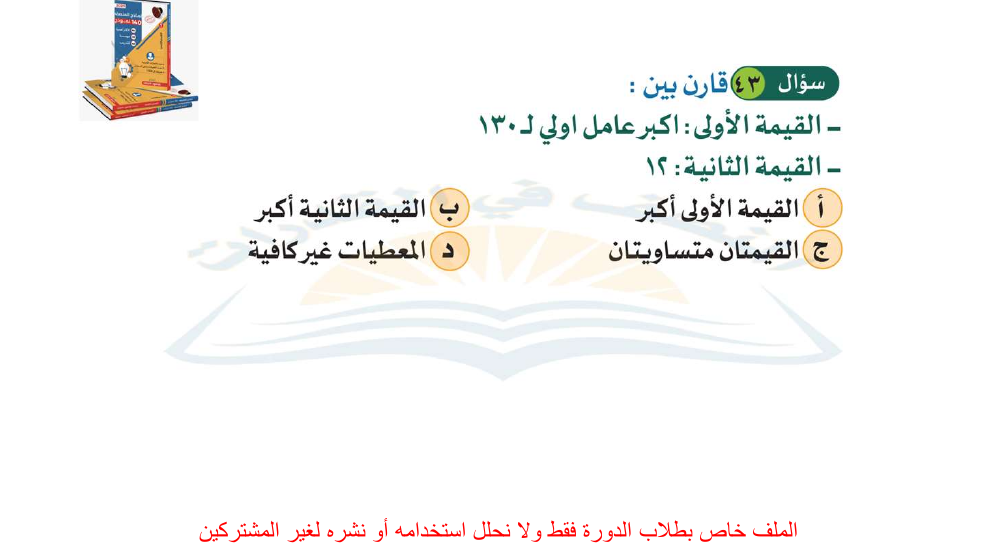 سؤال ٤٣ قارن بين :
– القيمة الأولى : اكبر عامل اولي لـ ١٣٠
– القيمة الثانية : ١٢
أ القيمة الأولى أكبر
ب القيمة الثانية أكبر
ج القيمتان متساويتان
د المعطيات غير كافية
الملف خاص بطلاب الدورة فقط ولا نحلل استخدامه أو نشره لغير المشتركين